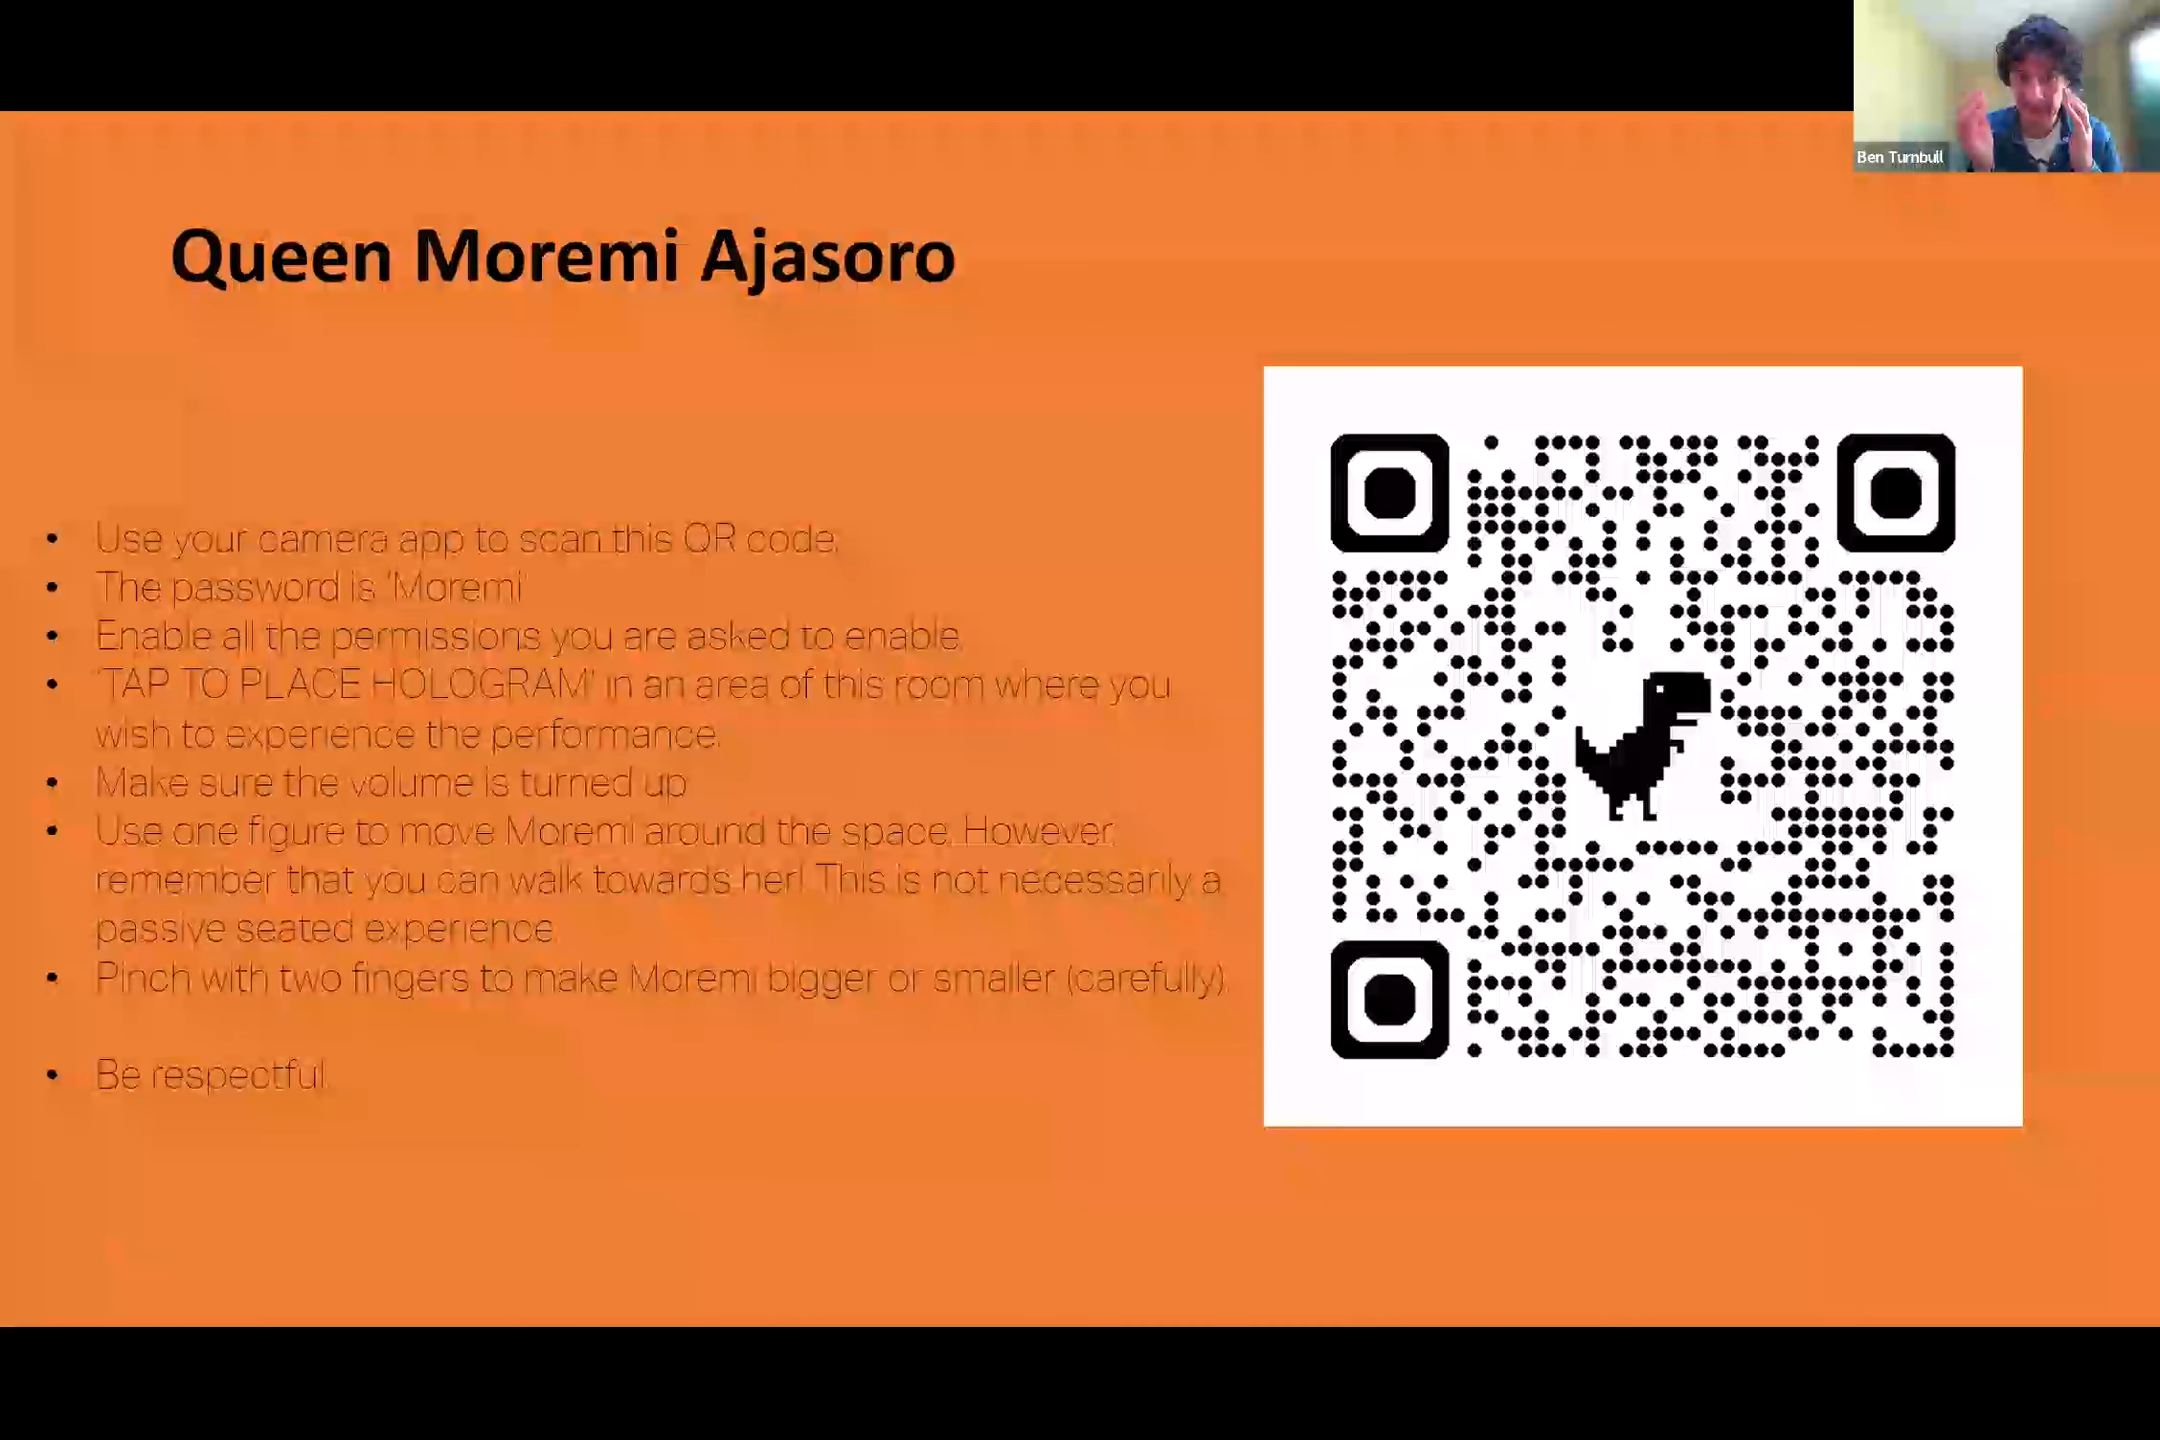 Ben Turnbull
Queen Moremi Ajasoro
• Use your camera app to scan this QR code.
• The password is 'Moremi'
• Enable all the permissions you are asked to enable.
• 'TAP TO PLACE HOLOGRAM' in an area of this room where you
wish to experience the performance.
• Make sure the volume is turned up
• Use one figure to move Moremi around the space. However,
remember that you can walk towards her! This is not necessarily a
passive seated experience.
• Pinch with two fingers to make Moremi bigger or smaller (carefully).
• Be respectful.